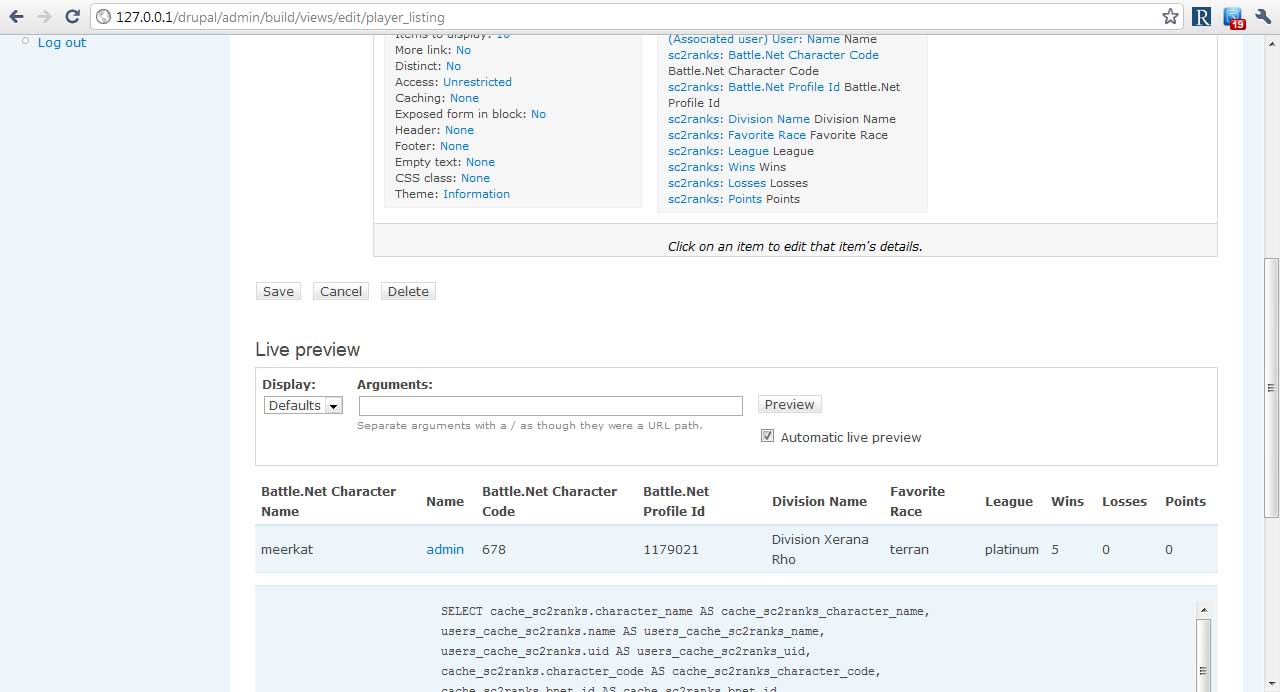 127.0.0.1/drupal/admin/build/views/edit/player_listing
19
Log out
Items to display: 10
More link: No
Distinct: No
Access: Unrestricted
Caching: None
Exposed form in block: No
Header: None
Footer: None
Empty text: None
CSS class: None
Theme: Information
(Associated user) User: Name Name
sc2ranks: Battle.Net Character Code
Battle.Net Character Code
sc2ranks: Battle.Net Profile Id Battle.Net
Profile Id
sc2ranks: Division Name Division Name
sc2ranks: Favorite Race Favorite Race
sc2ranks: League League
sc2ranks: Wins Wins
sc2ranks: Losses Losses
sc2ranks: Points Points
Click on an item to edit that item's details.
Save Cancel Delete
Live preview
Display: Arguments:
Defaults Preview
Separate arguments with a / as though they were a URL path.
Automatic live preview
Battle.Net Character Name Name Battle.Net Character Code Battle.Net Profile Id Division Name Favorite Race League Wins Losses Points
meerkat admin 678 1179021 Division Xerana Rho terran platinum 5 0 0
SELECT cache_sc2ranks.character_name AS cache_sc2ranks_character_name,
users_cache_sc2ranks.name AS users_cache_sc2ranks_name,
users_cache_sc2ranks.uid AS users_cache_sc2ranks_uid,
cache_sc2ranks.character_code AS cache_sc2ranks_character_code,
cache_sc2ranks.bnet_id AS cache_sc2ranks_bnet_id,